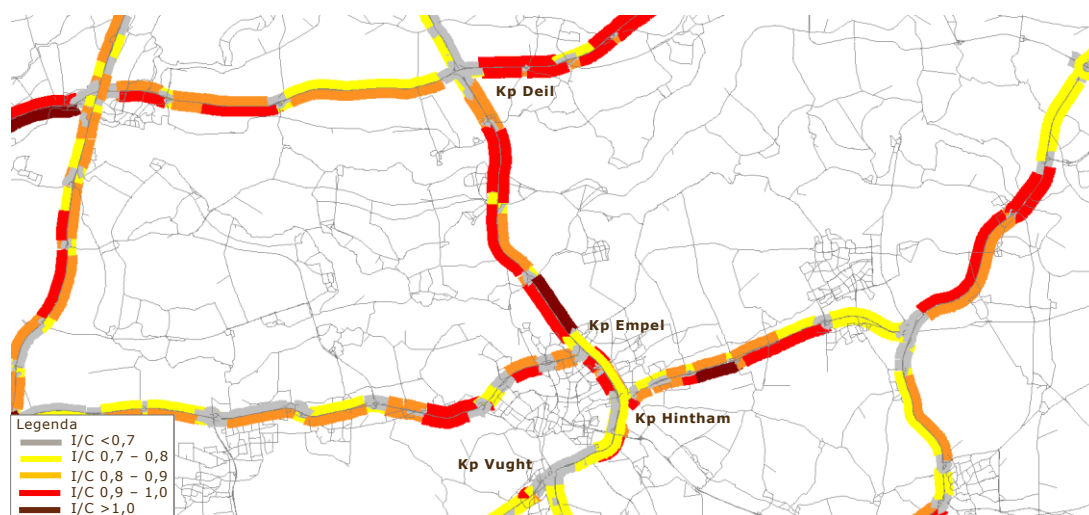 Kp Deil
Kp Empel
Kp Hintham
Kp Vught
Legenda
I/C <0,7
I/C 0,7 – 0,8
I/C 0,8 – 0,9
I/C 0,9 – 1,0
I/C >1,0